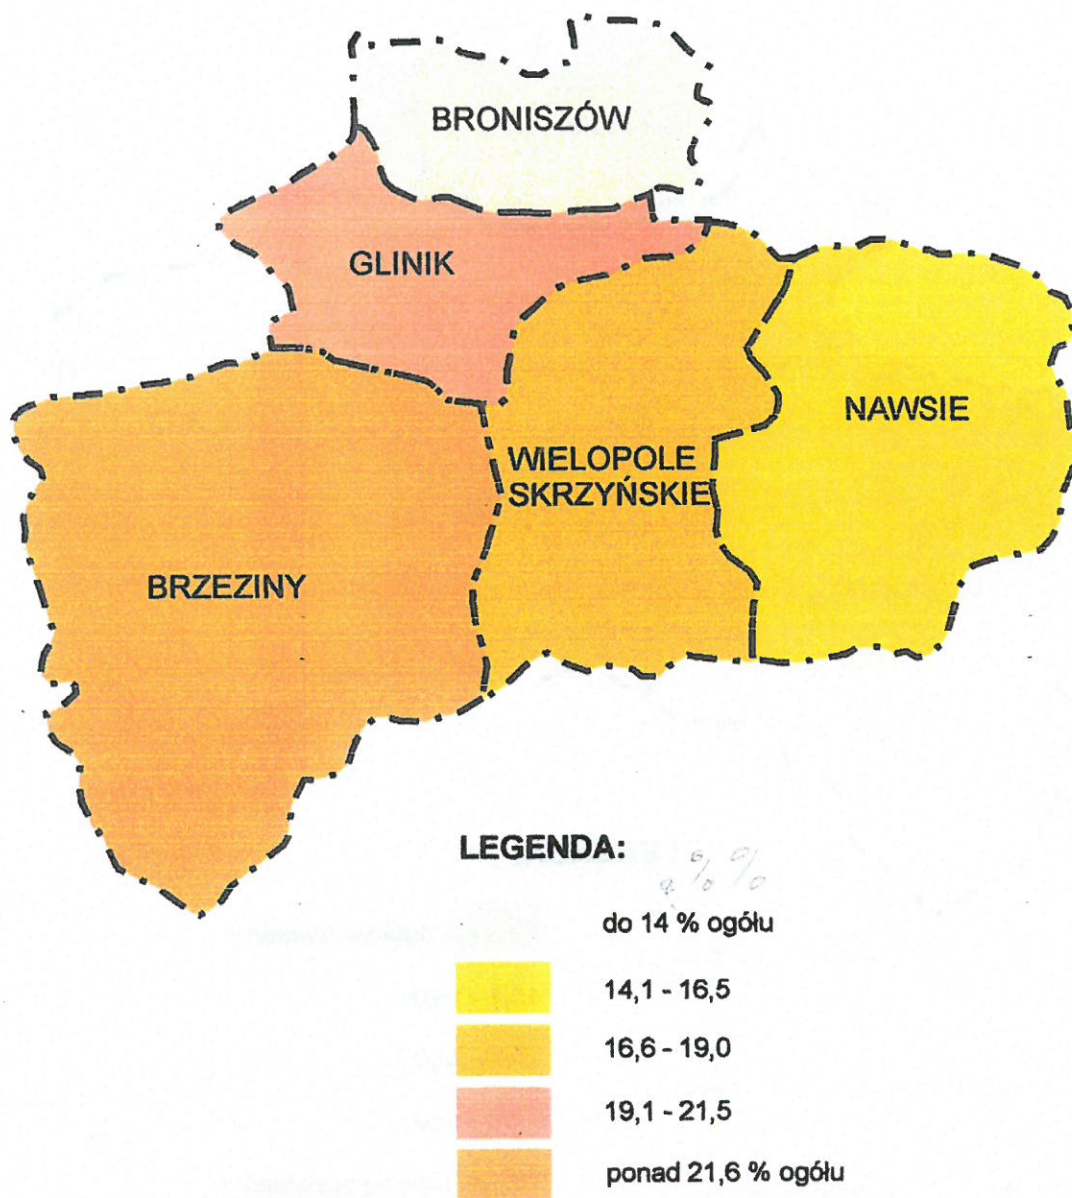 BRONISZÓW
GLINIK
NAWSIE
WIELOPOLE
SKRZYŃSKIE
BRZEZINY
LEGENDA:
% %
do 14 % ogółu
14,1 - 16,5
16,6 - 19,0
19,1 - 21,5
ponad 21,6 % ogółu